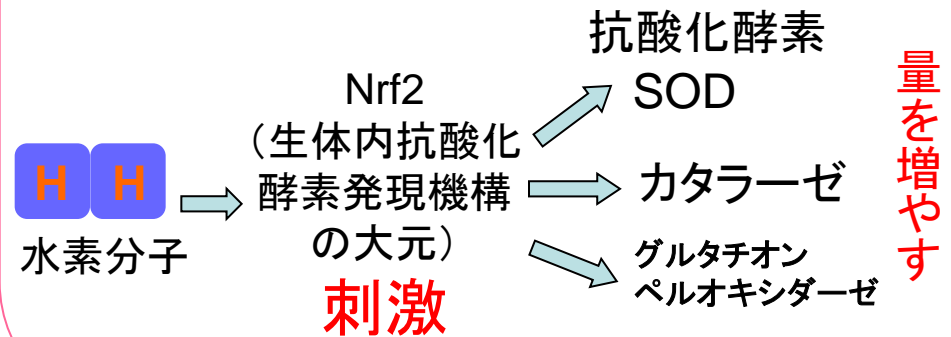 H H
水素分子
Nrf2
（生体内抗酸化
酵素発現機構
の大元）
刺激
抗酸化酵素
SOD
カタラーゼ
グルタチオン
ペルオキシダーゼ
量を増やす